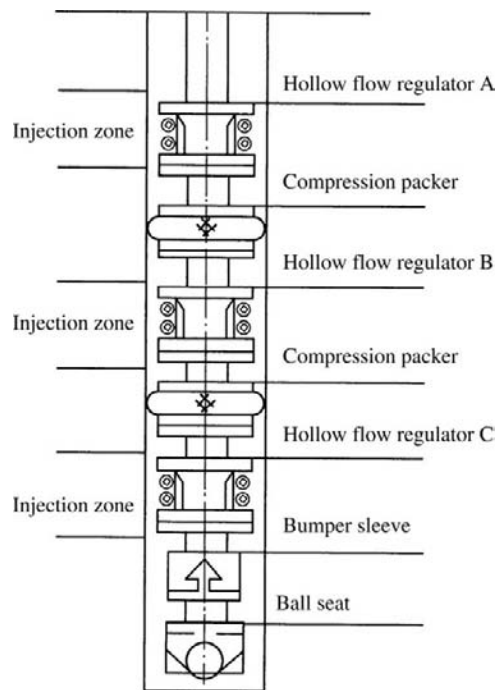 Hollow flow regulator A
Injection zone
Compression packer
Hollow flow regulator B
Injection zone
Compression packer
Hollow flow regulator C
Injection zone
Bumper sleeve
Ball seat